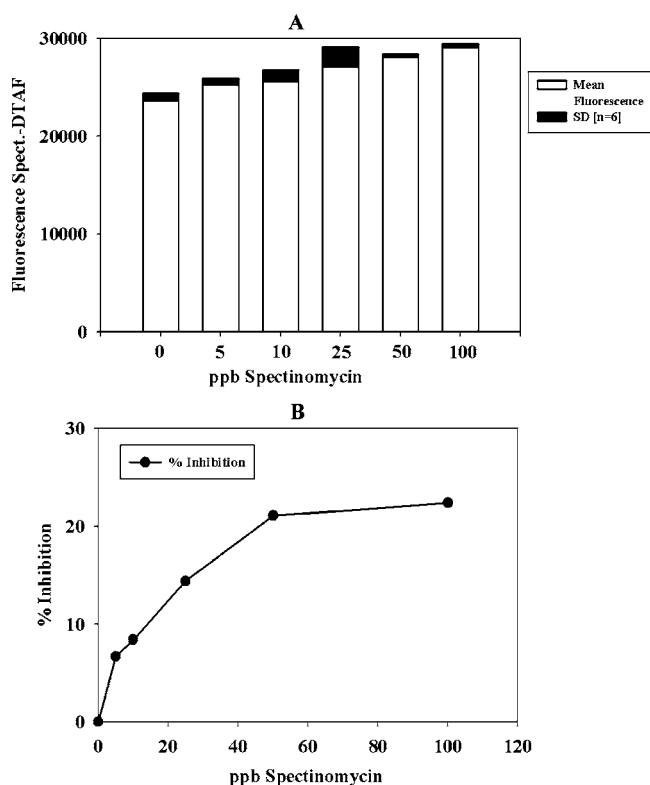 A
30000
20000
10000
0
Fluorescence Spect.-DTAF
0 5 10 25 50 100
ppb Spectinomycin
Mean
Fluorescence
SD [n=6]
B
30
20
10
0
% Inhibition
% Inhibition
0 20 40 60 80 100 120
ppb Spectinomycin